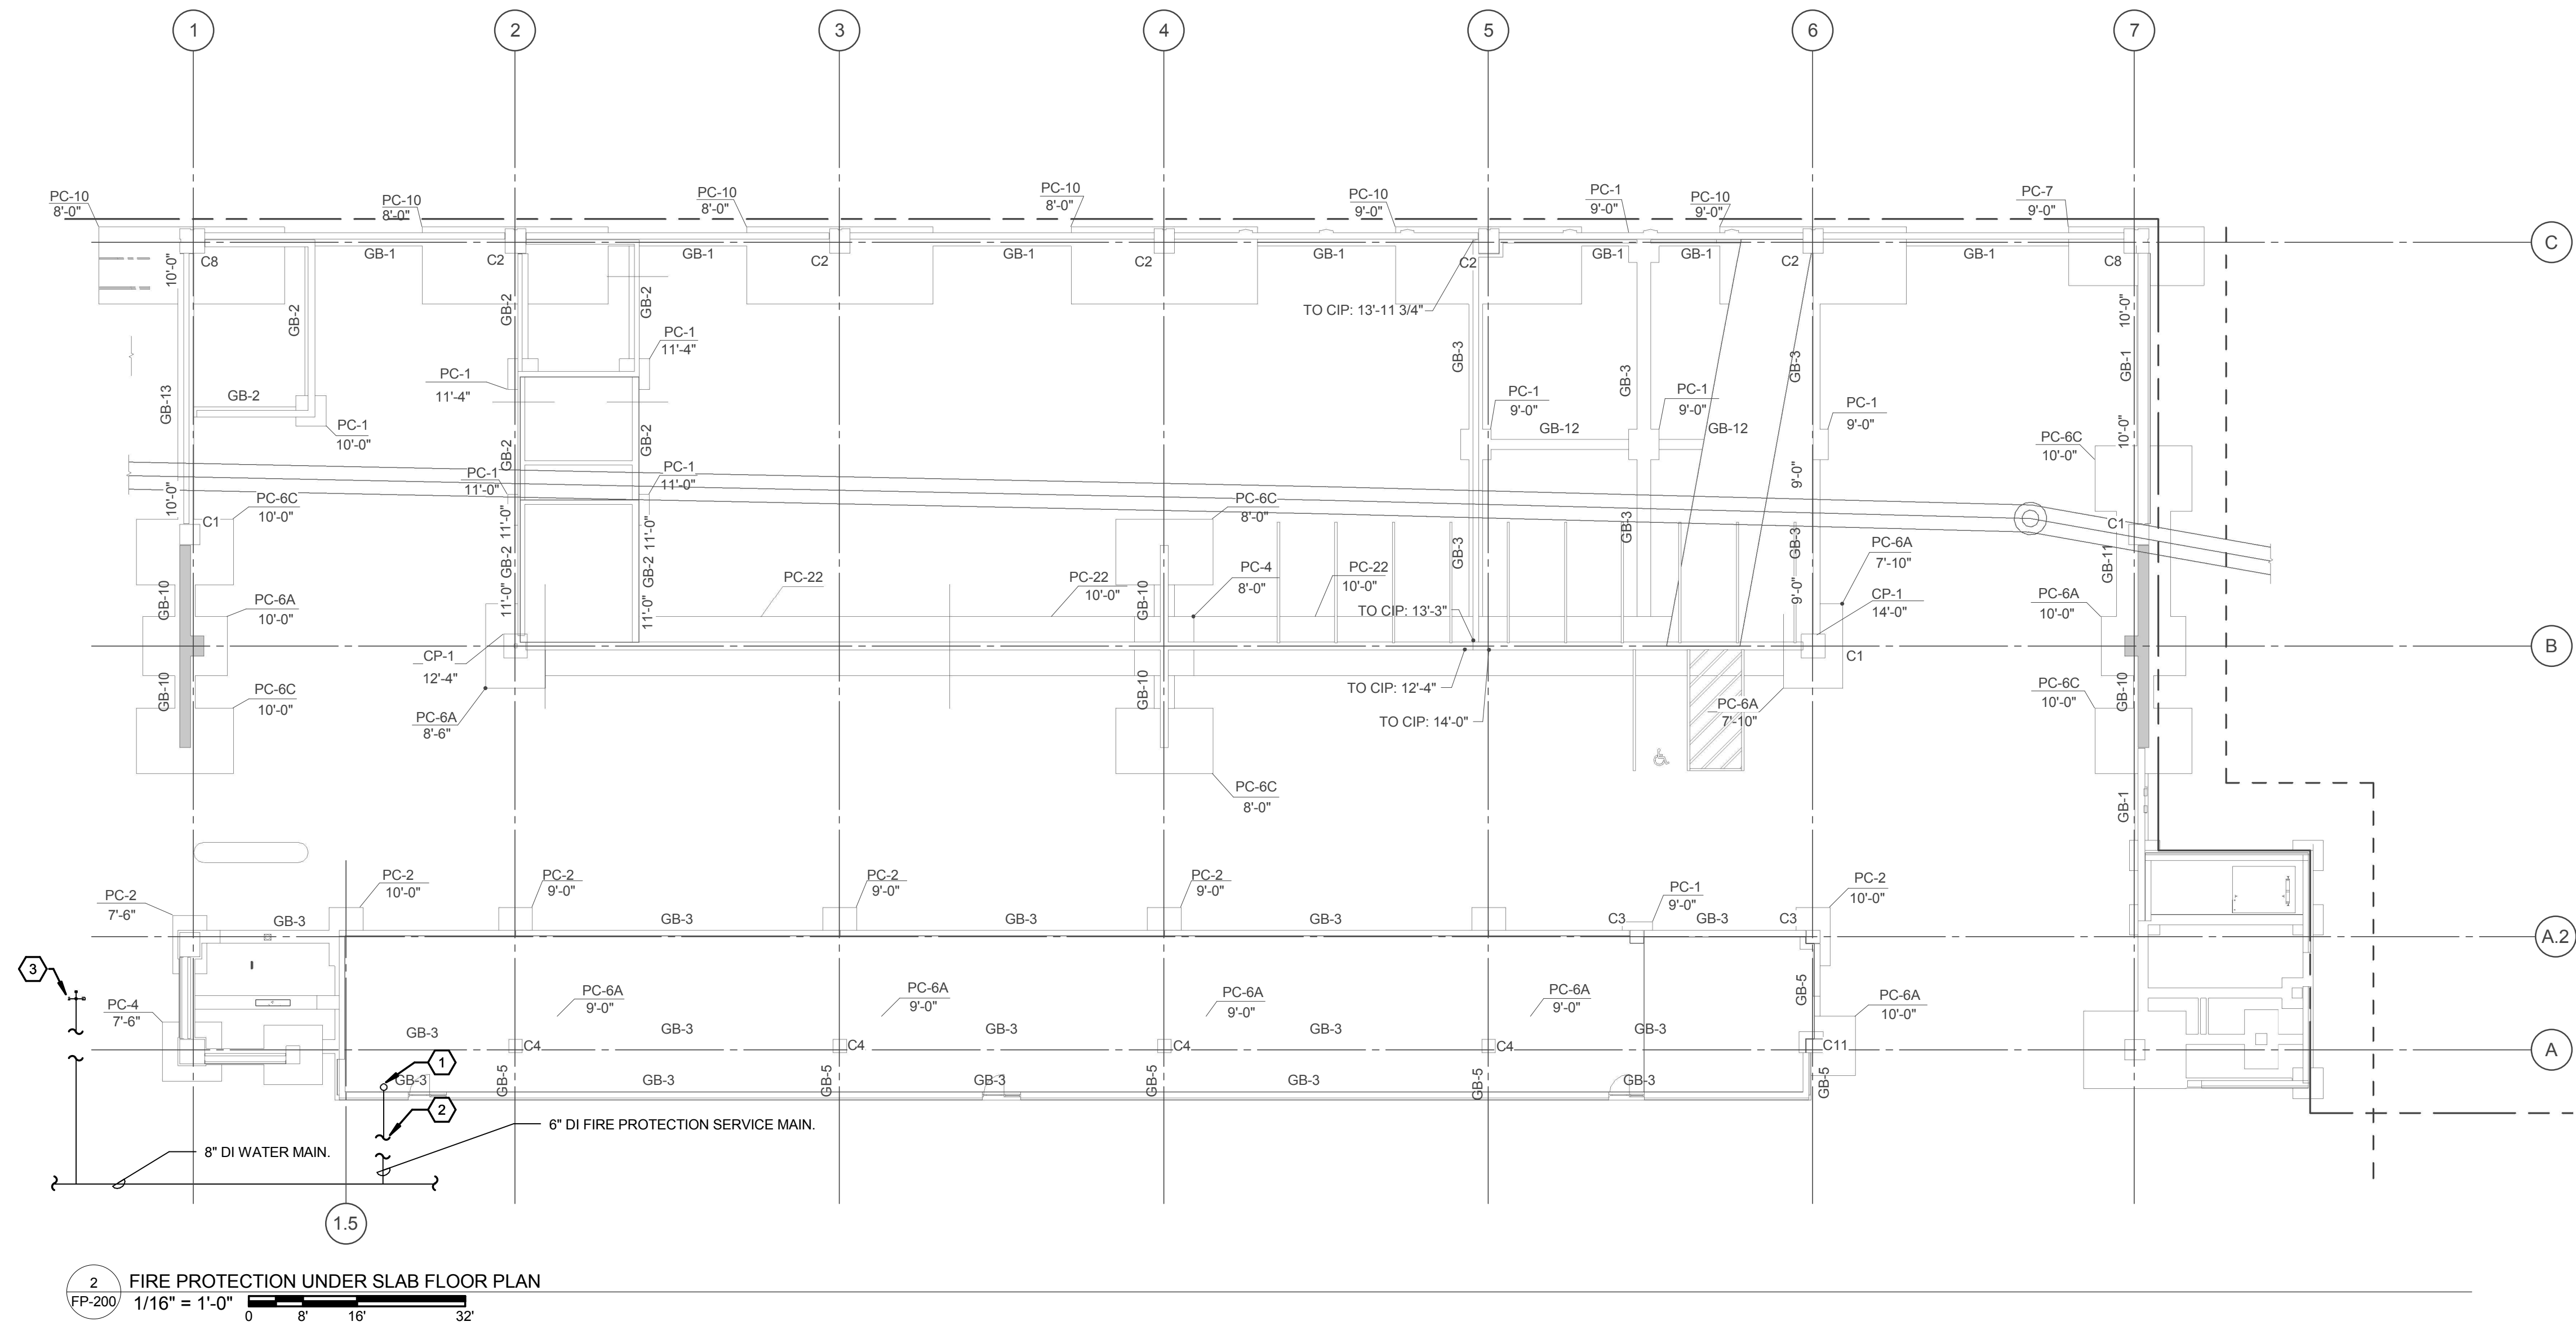 1
2
3
4
5
6
7
PC-10
8'-0"
PC-10
8'-0"
PC-10
8'-0"
PC-10
8'-0"
PC-10
9'-0"
PC-1
9'-0"
PC-10
9'-0"
PC-7
9'-0"
C
C8
GB-1
C2
GB-1
C2
GB-1
C2
GB-1
C2
GB-1
GB-1
C2
GB-1
C8
10'-0"
GB-2
GB-2
GB-2
TO CIP: 13'-11 3/4"
10'-0"
PC-1
11'-4"
PC-1
11'-4"
GB-3
GB-3
GB-3
GB-1
GB-13
GB-2
PC-1
10'-0"
GB-2
GB-2
PC-1
9'-0"
PC-1
9'-0"
PC-1
9'-0"
GB-12
GB-12
10'-0"
PC-6C
10'-0"
PC-1
11'-0"
PC-1
11'-0"
9'-0"
10'-0"
PC-6C
10'-0"
C1
PC-6C
8'-0"
C1
11'-0"
11'-0"
GB-3
GB-3
GB-3
PC-6A
7'-10"
GB-11
GB-2
GB-2
PC-22
PC-22
10'-0"
PC-4
8'-0"
PC-22
10'-0"
GB-10
PC-6A
10'-0"
11'-0"
11'-0"
GB-10
TO CIP: 13'-3"
9'-0"
CP-1
14'-0"
PC-6A
10'-0"
B
CP-1
12'-4"
C1
GB-10
PC-6C
10'-0"
GB-10
TO CIP: 12'-4"
PC-6C
10'-0"
GB-10
PC-6A
8'-6"
TO CIP: 14'-0"
PC-6A
7'-10"
PC-6C
8'-0"
GB-1
PC-2
7'-6"
PC-2
10'-0"
PC-2
9'-0"
PC-2
9'-0"
PC-2
9'-0"
PC-1
9'-0"
PC-2
10'-0"
GB-3
GB-3
GB-3
GB-3
C3
GB-3
C3
A.2
3
PC-4
7'-6"
PC-6A
9'-0"
PC-6A
9'-0"
PC-6A
9'-0"
PC-6A
9'-0"
GB-5
PC-6A
10'-0"
GB-3
GB-3
GB-3
GB-3
GB-3
C4
C4
C4
C4
C11
A
1
GB-3
GB-5
GB-3
GB-5
GB-3
GB-5
GB-3
GB-5
GB-3
GB-5
2
6" DI FIRE PROTECTION SERVICE MAIN.
8" DI WATER MAIN.
1.5
2
FP-200
FIRE PROTECTION UNDER SLAB FLOOR PLAN
1/16" = 1'-0"
0 8' 16' 32'